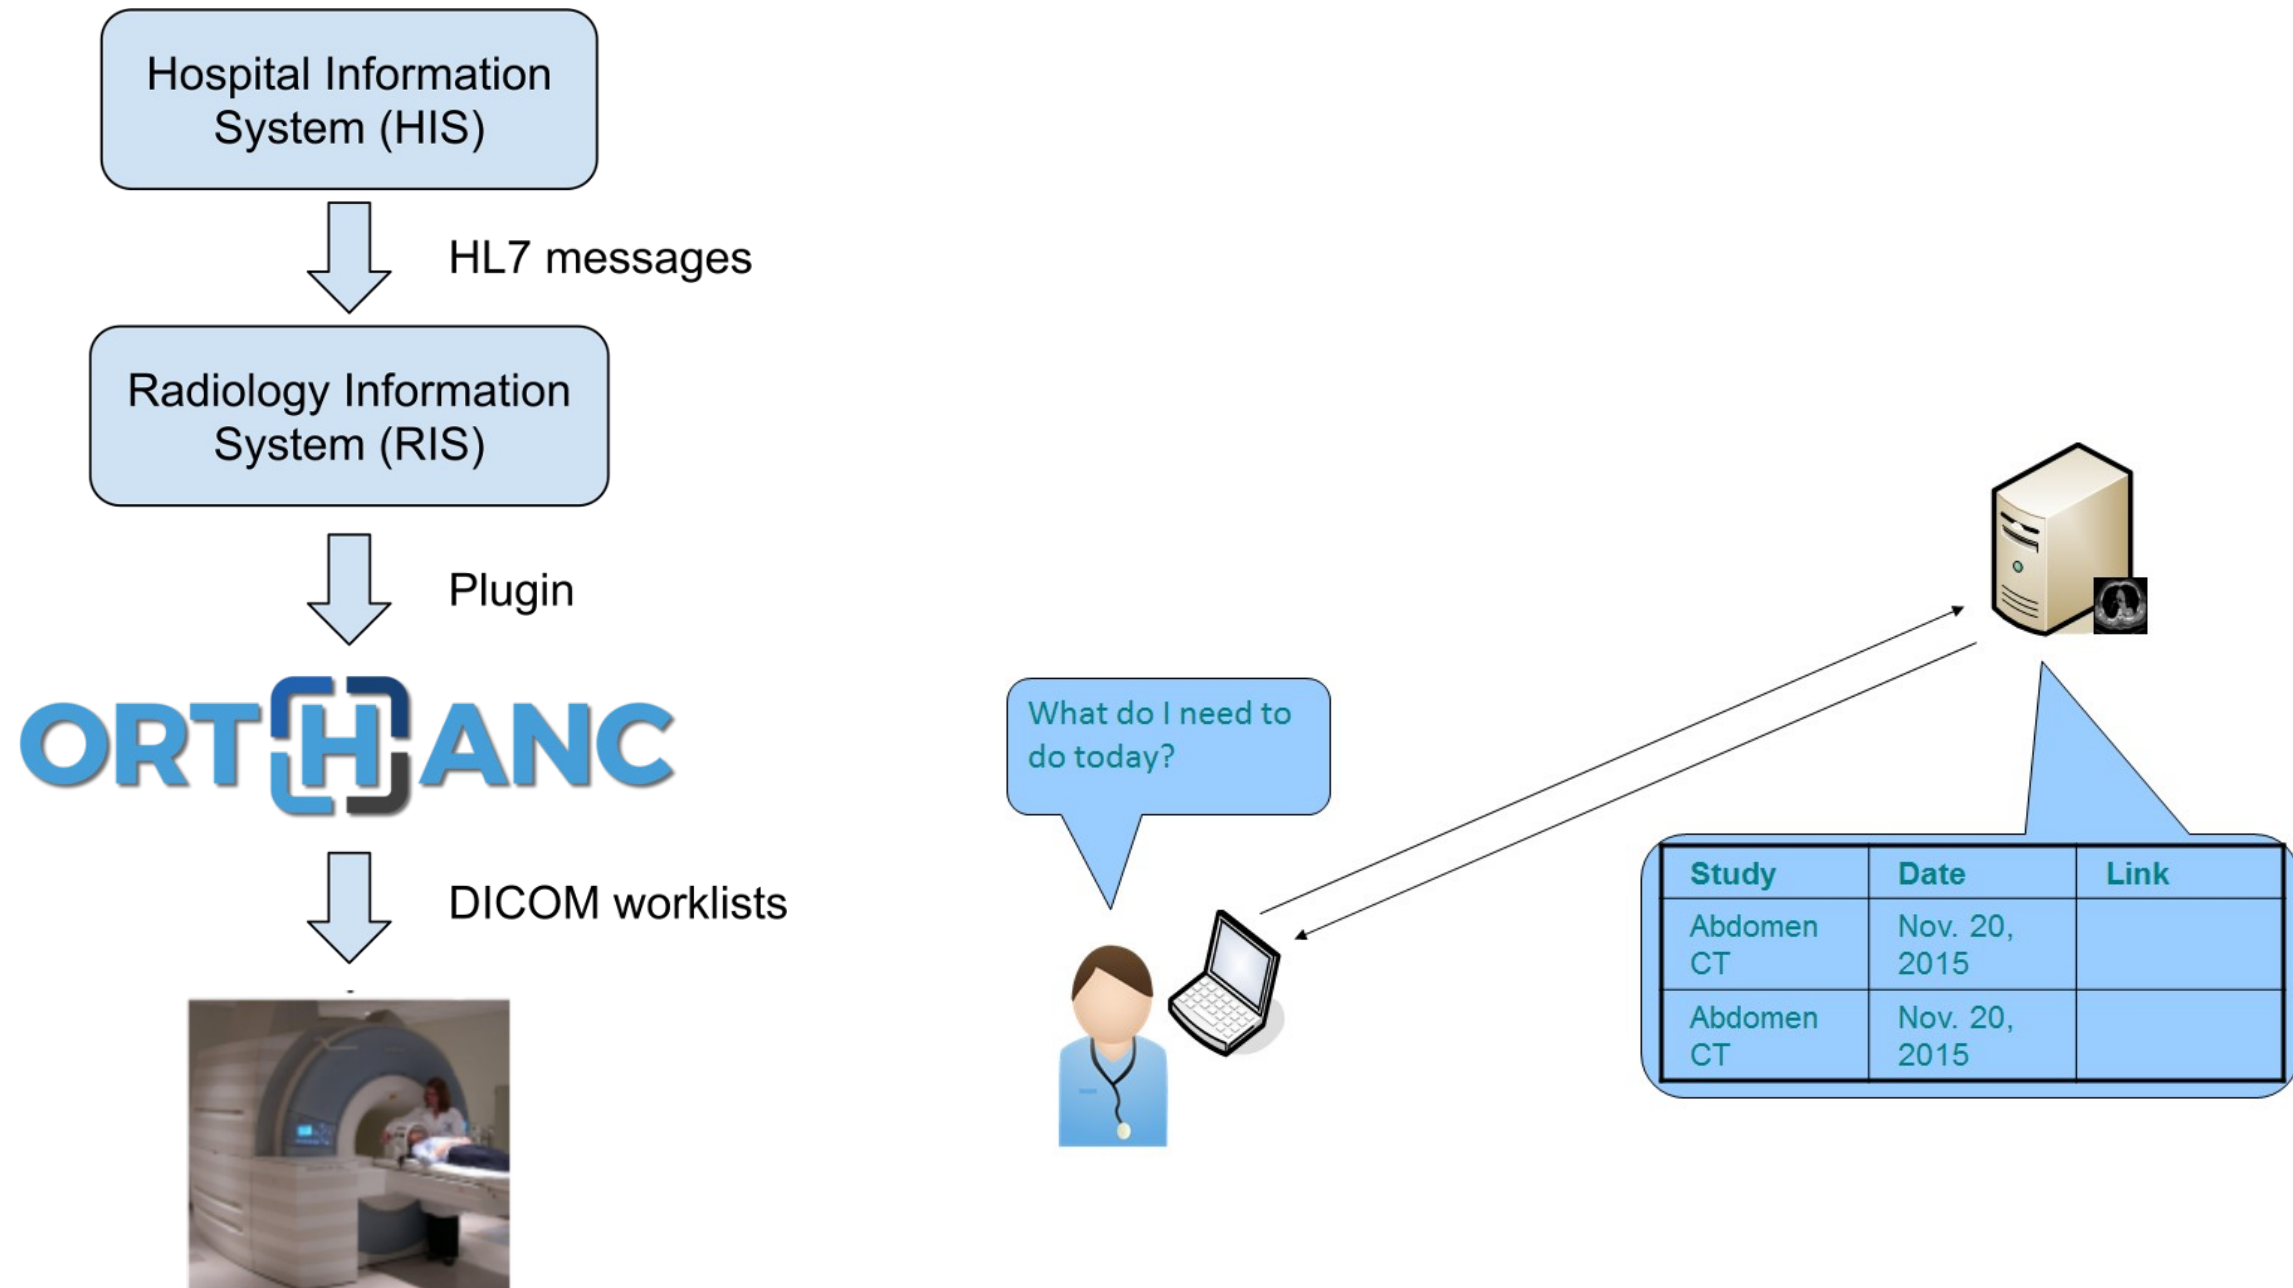 Hospital Information
System (HIS)
HL7 messages
Radiology Information
System (RIS)
Plugin
ORTHANC
DICOM worklists
What do I need to
do today?
Study Date Link
Abdomen Nov. 20,
CT 2015
Abdomen Nov. 20,
CT 2015